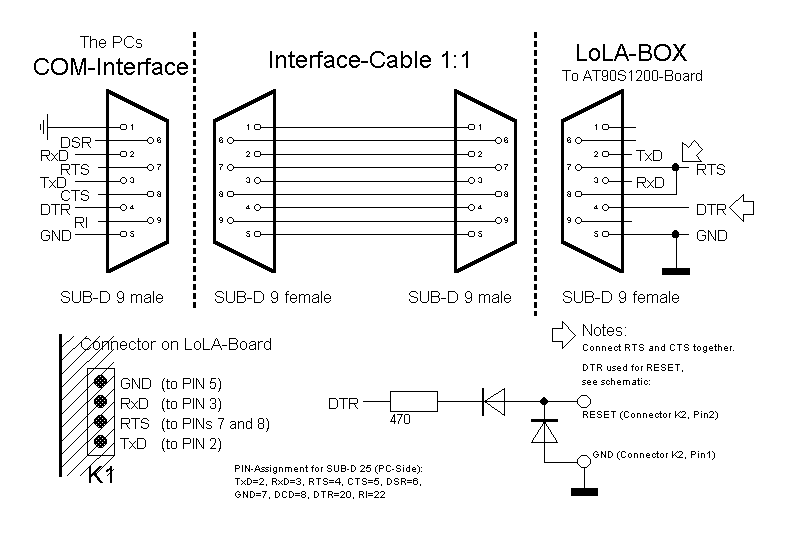 The PCs
COM-Interface
Interface-Cable 1:1
LoLA-BOX
To AT90S1200-Board
1
DSR 6
RxD 2
RTS 7
TxD 3
CTS 8
DTR 4
RI 9
GND 5
1
6
2
7
3
8
4
9
5
1
6
2
7
3
8
4
9
5
1
6
2 TxD
7 RTS
3 RxD
8
4 DTR
9
5 GND
SUB-D 9 male
SUB-D 9 female
SUB-D 9 male
SUB-D 9 female
Connector on LoLA-Board
GND (to PIN 5)
RxD (to PIN 3)
RTS (to PINs 7 and 8)
TxD (to PIN 2)
K1
Notes:
Connect RTS and CTS together.
DTR used for RESET,
see schematic:
DTR
470
RESET (Connector K2, Pin2)
GND (Connector K2, Pin1)
PIN-Assignment for SUB-D 25 (PC-Side):
TxD=2, RxD=3, RTS=4, CTS=5, DSR=6,
GND=7, DCD=8, DTR=20, RI=22